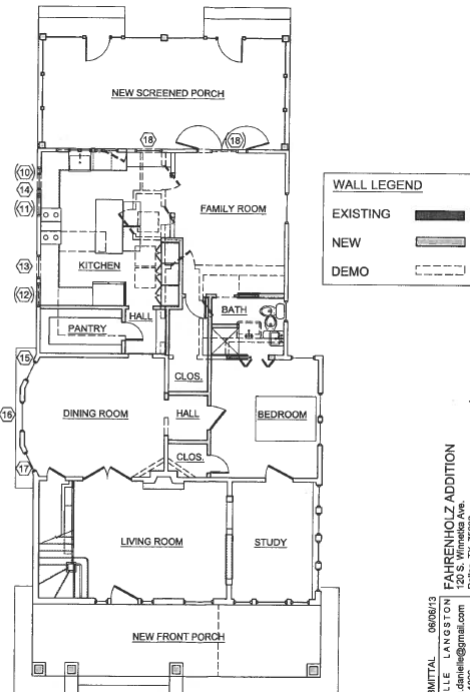 NEW SCREENED PORCH
18
18
10
14
11
13
12
FAMILY ROOM
KITCHEN
HALL
BATH
PANTRY
CLOS.
15
16
17
DINING ROOM
HALL
BEDROOM
CLOS.
LIVING ROOM
STUDY
NEW FRONT PORCH
WALL LEGEND
EXISTING
NEW
DEMO
FAHRENHOLZ ADDITION
120 S. Winnetka Ave.
MITTAL 06/06/13
LLE LANGSTON
danielle@gmail.com